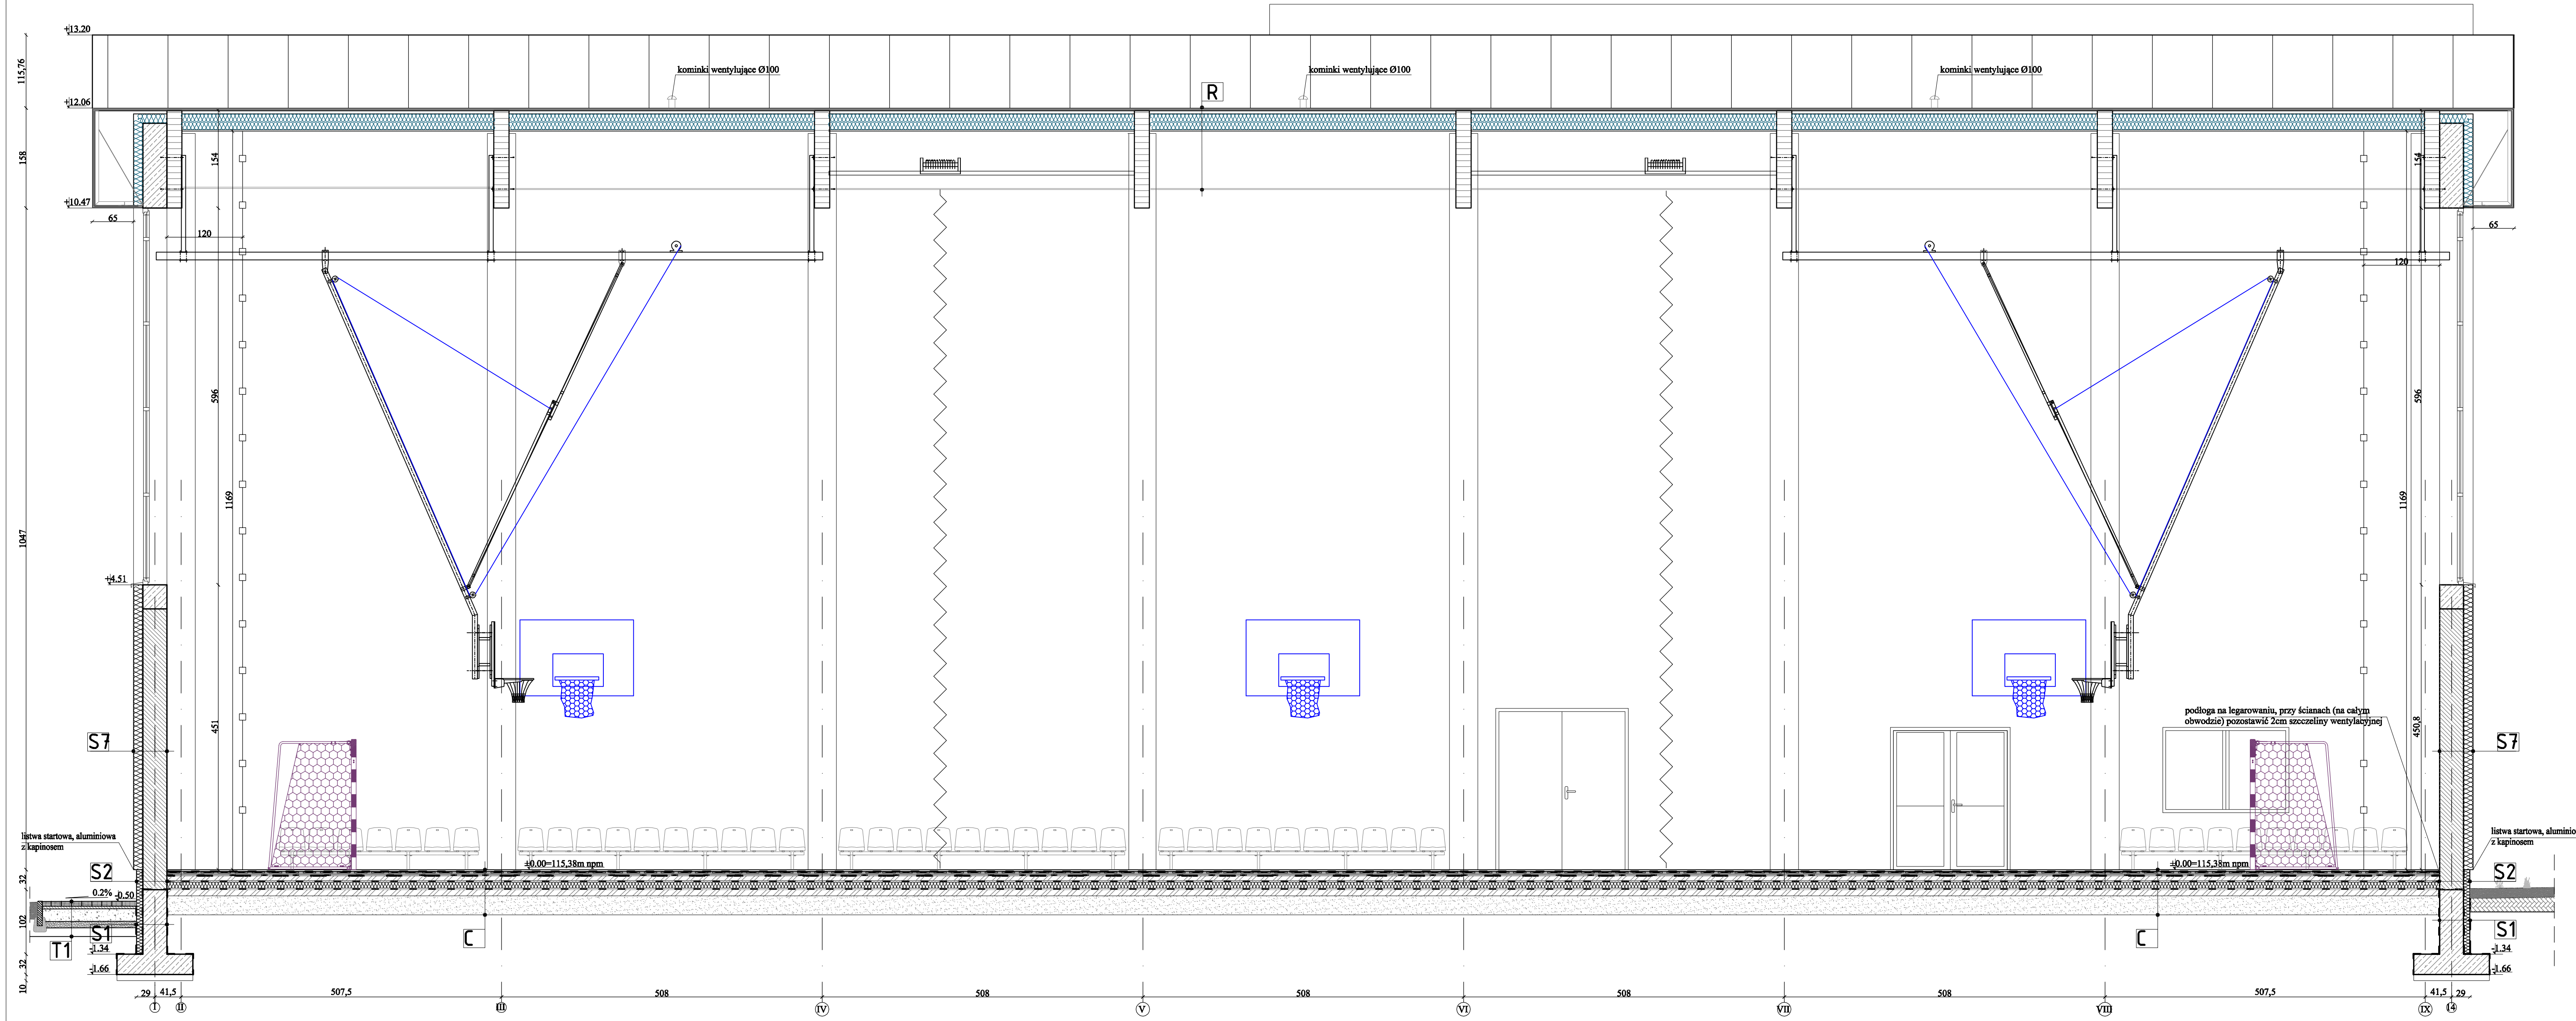 +13.20
115,76
kominki wentylujące Ø100
kominki wentylujące Ø100
kominki wentylujące Ø100
R
+12.06
158
154
154
+10.47
65
65
120
120
596
596
1169
1169
1047
+4.51
451
450,8
podłoga na legarowaniu, przy ścianach (na całym
obwodzie) pozostawić 2cm szczeliny wentylacyjnej
S7
S7
listwa startowa, aluminiowa
z kapinosem
listwa startowa, aluminio
z kapinosem
±0.00=115,38m npm
±0.00=115,38m npm
S2
S2
32
0.2%
-0.50
102
S1
S1
T1
C
C
-1.34
-1.34
32
-1.66
-1.66
10
29
41,5
507,5
508
508
508
508
508
507,5
41,5
29
I
II
III
IV
V
VI
VII
VIII
IX
14